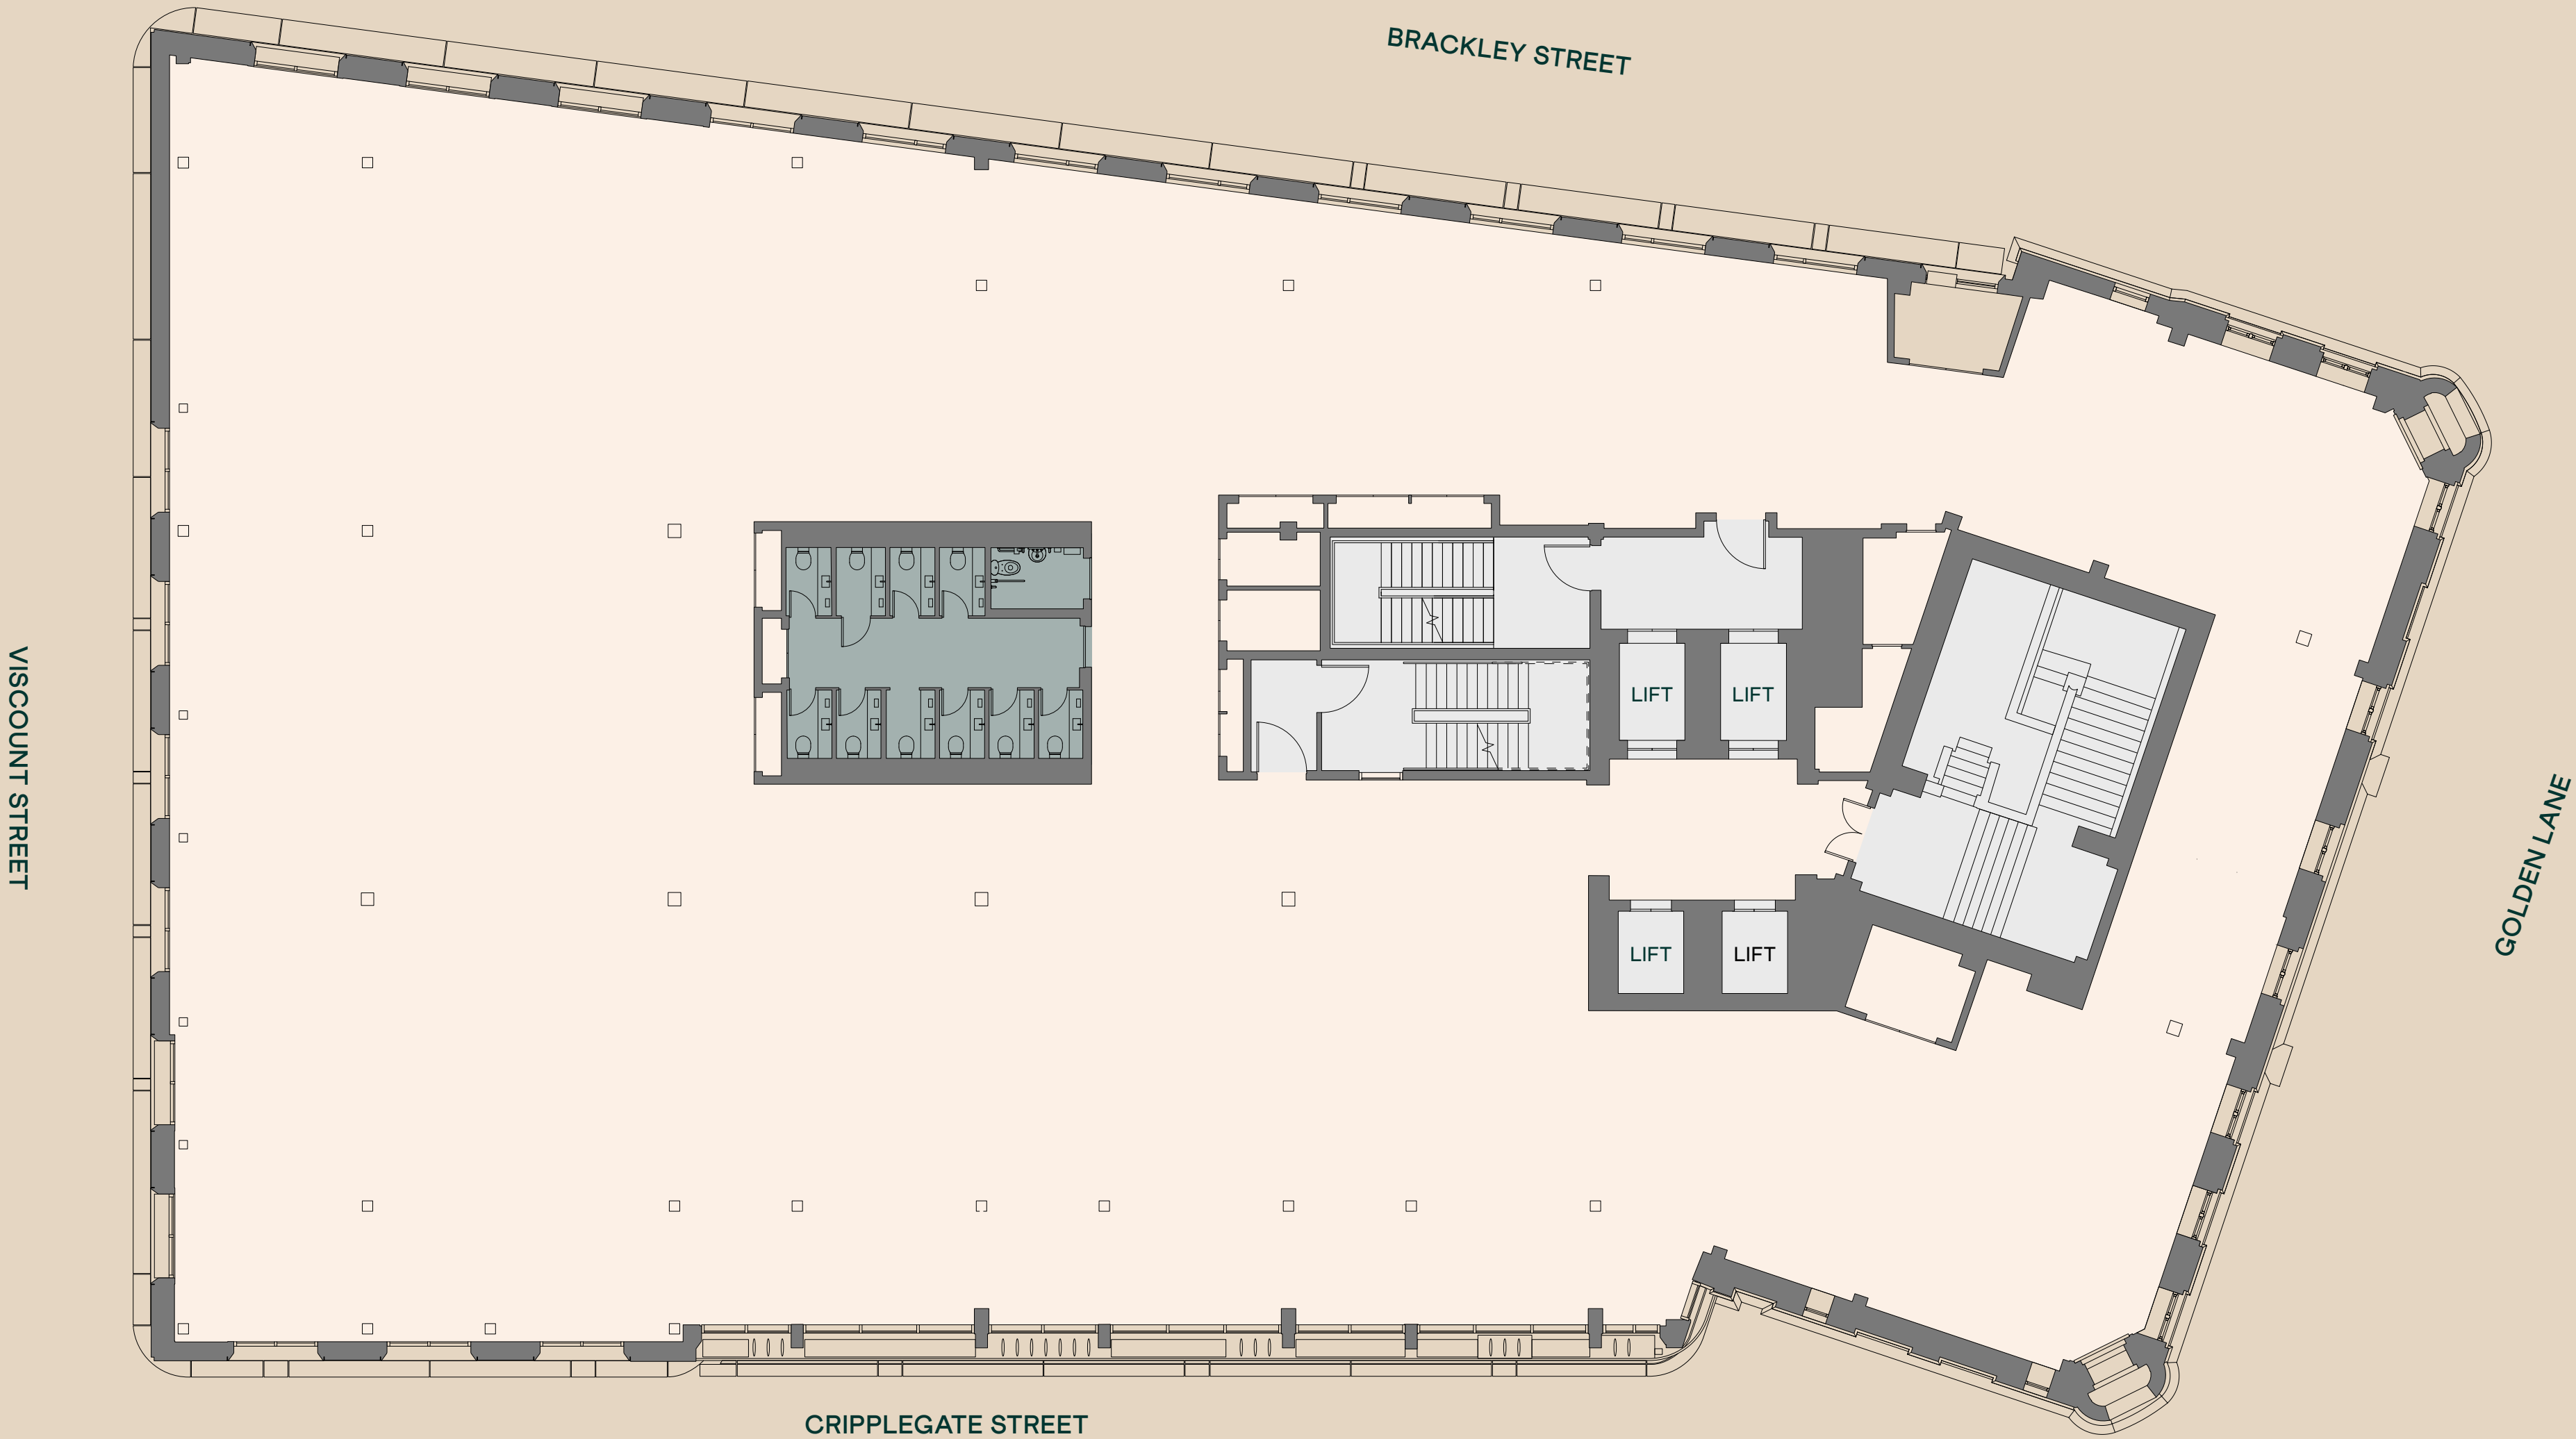 BRACKLEY STREET
VISCOUNT STREET
LIFT
LIFT
GOLDEN LANE
LIFT
LIFT
CRIPPLEGATE STREET